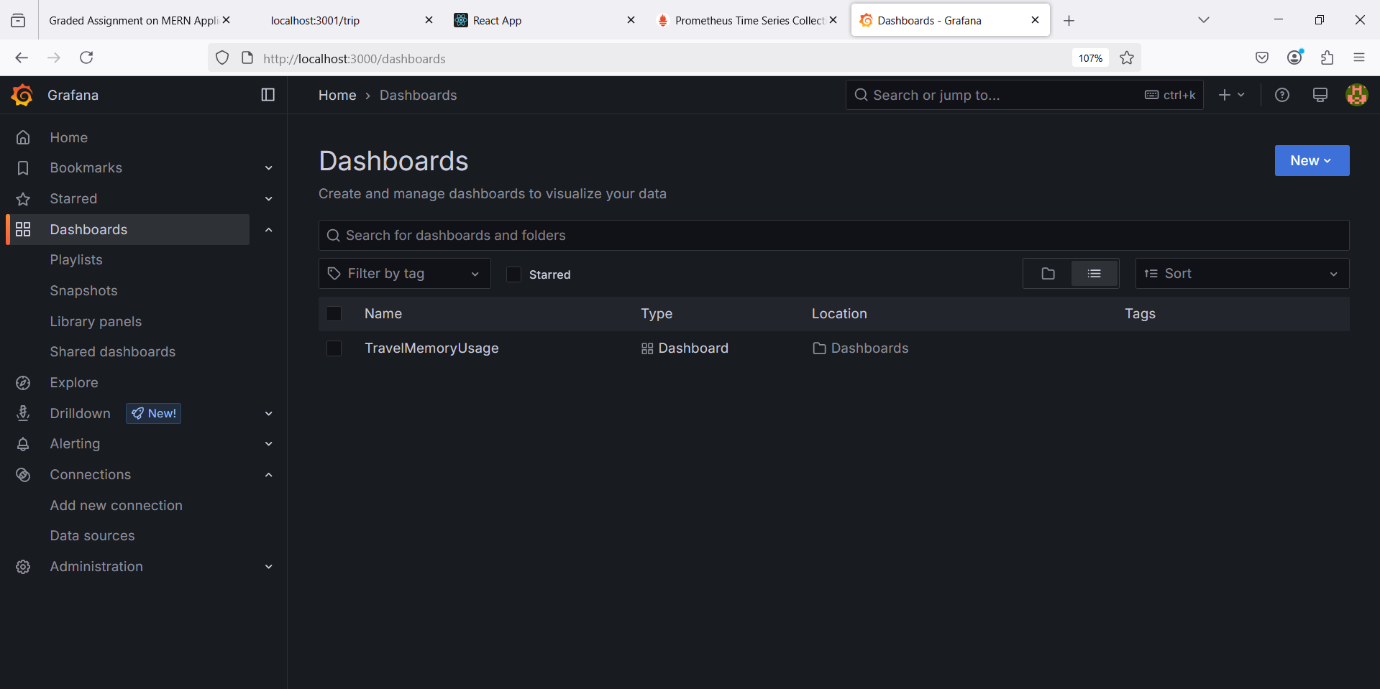 Graded Assignment on MERN Appli
localhost:3001/trip
React App
Prometheus Time Series Collect
Dashboards - Grafana
http://localhost:3000/dashboards
107%
Grafana
Home › Dashboards
Search or jump to...
ctrl+k
Home
Bookmarks
Starred
Dashboards
Playlists
Snapshots
Library panels
Shared dashboards
Explore
Drilldown
New!
Alerting
Connections
Add new connection
Data sources
Administration
Dashboards
New
Create and manage dashboards to visualize your data
Search for dashboards and folders
Filter by tag
Starred
Sort
Name Type Location Tags
TravelMemoryUsage Dashboard Dashboards